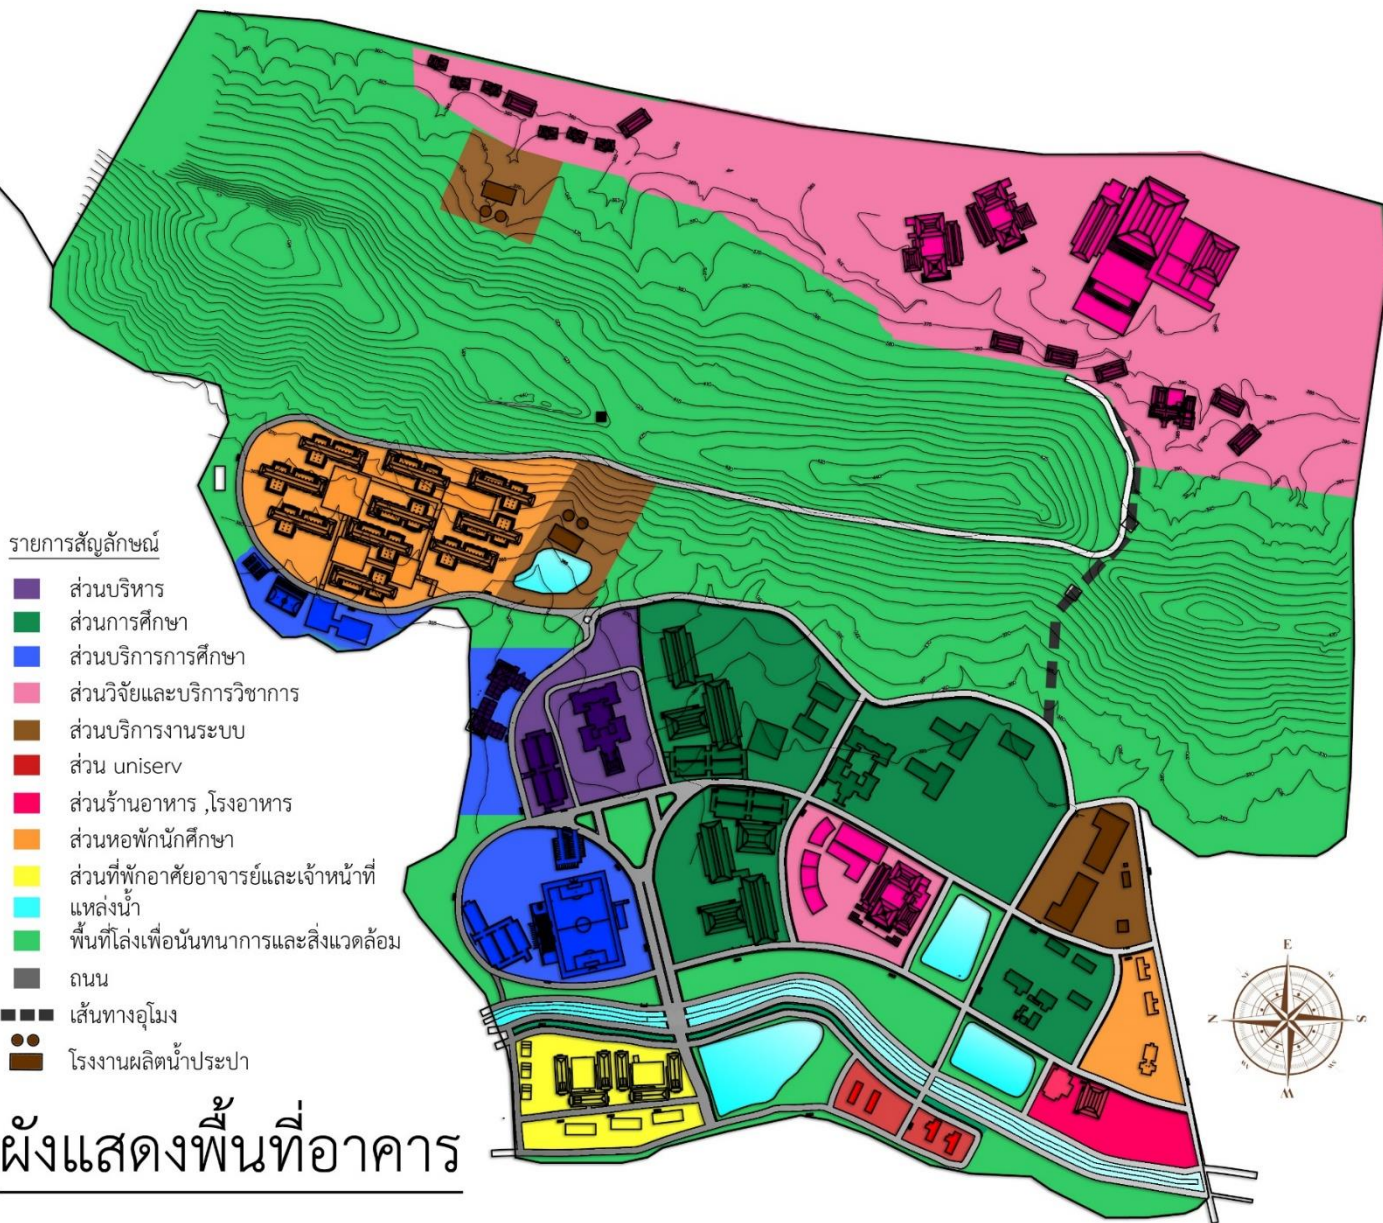 รายการสัญลักษณ์
ส่วนบริหาร
ส่วนการศึกษา
ส่วนบริการการศึกษา
ส่วนวิจัยและบริการวิชาการ
ส่วนบริการงานระบบ
ส่วน uniserv
ส่วนร้านอาหาร ,โรงอาหาร
ส่วนหอพักนักศึกษา
ส่วนที่พักอาศัยอาจารย์และเจ้าหน้าที่
แหล่งน้ำ
พื้นที่โล่งเพื่อนันทนาการและสิ่งแวดล้อม
ถนน
เส้นทางอุโมง
โรงงานผลิตน้ำประปา
ผังแสดงพื้นที่อาคาร
E
N
S
W